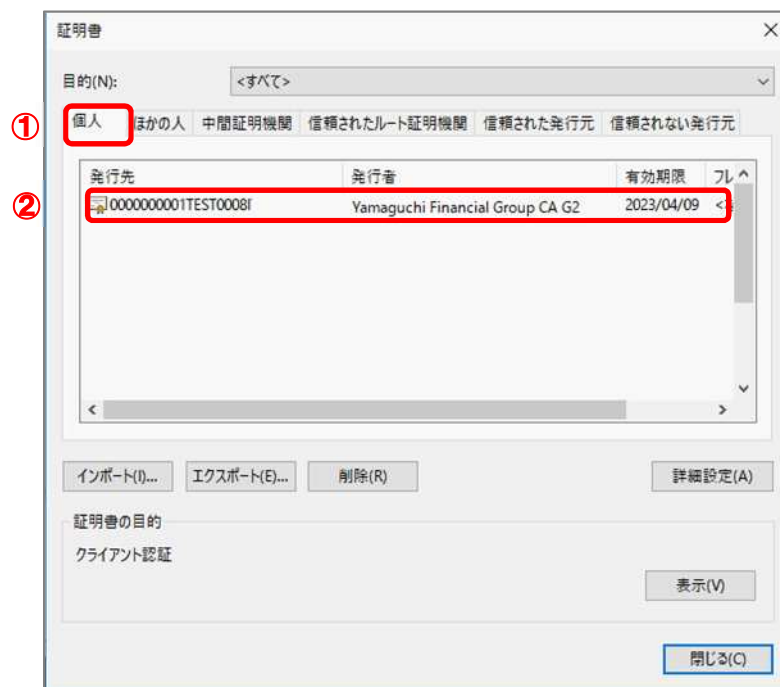 証明書
目的(N): <すべて>
① 個人 ほかの人 中間証明機関 信頼されたルート証明機関 信頼された発行元 信頼されない発行元
発行先 発行者 有効期限 フレ
② 0000000001TEST0008 Yamaguchi Financial Group CA G2 2023/04/09
インポート(I)... エクスポート(E)... 削除(R) 詳細設定(A)
証明書の目的
クライアント認証
表示(V)
閉じる(C)